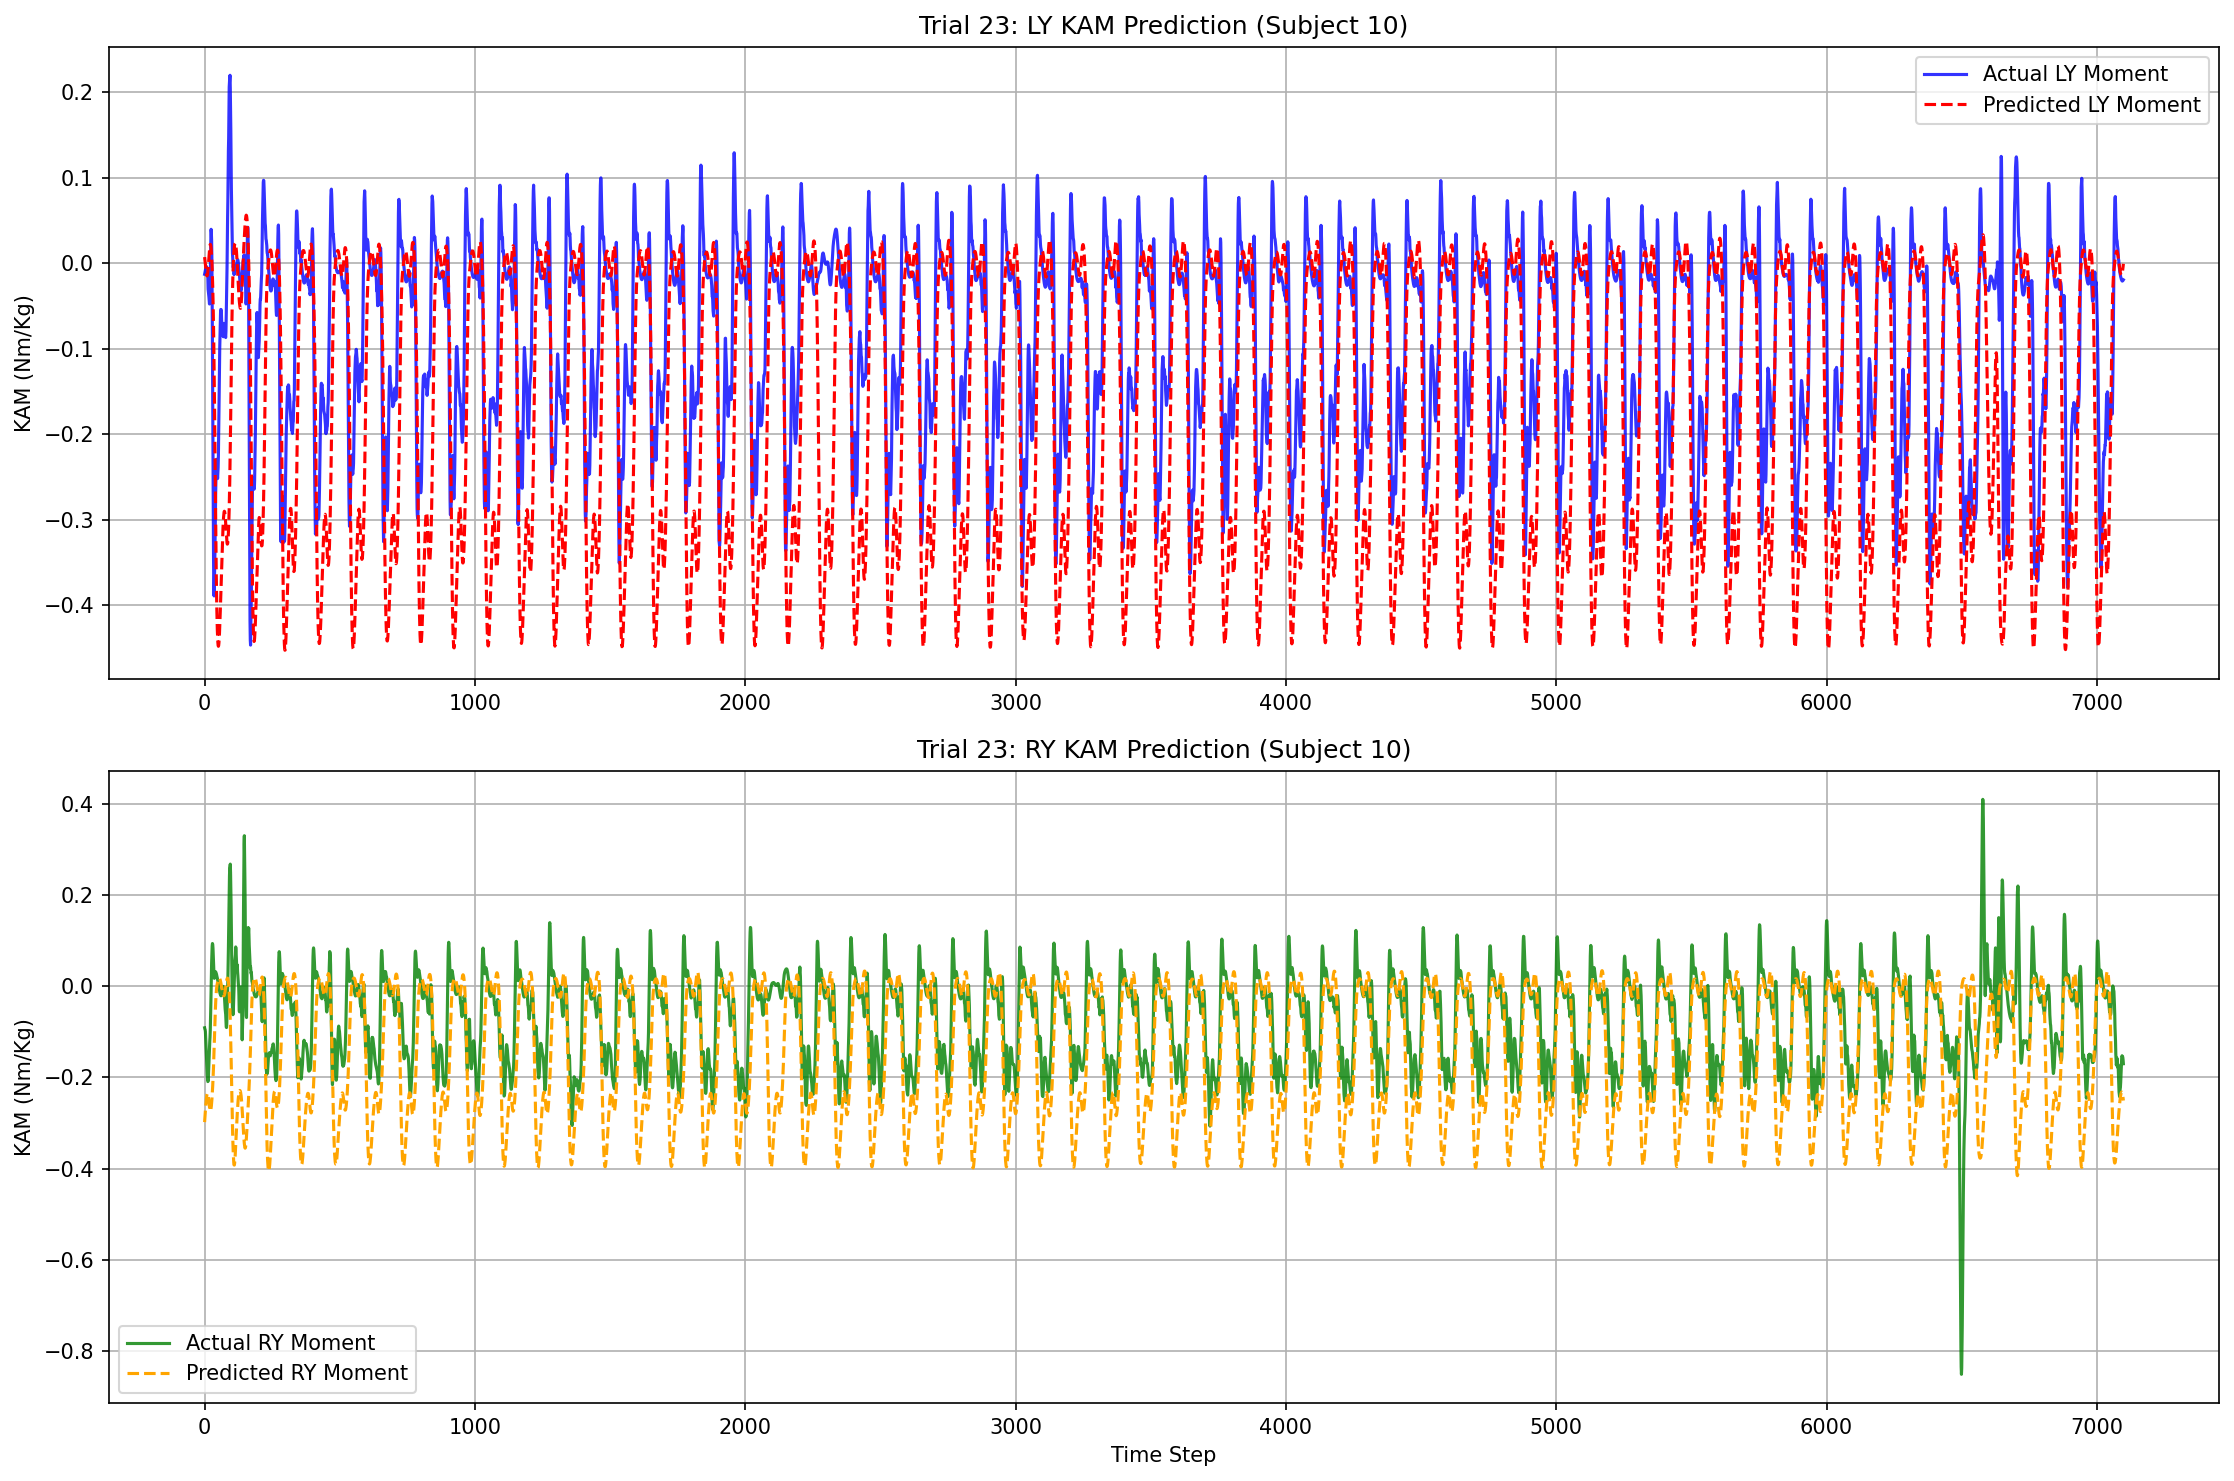 Trial 23: LY KAM Prediction (Subject 10)
KAM (Nm/Kg)
0.2
0.1
0.0
−0.1
−0.2
−0.3
−0.4
Actual LY Moment
Predicted LY Moment
0 1000 2000 3000 4000 5000 6000 7000
Trial 23: RY KAM Prediction (Subject 10)
KAM (Nm/Kg)
0.4
0.2
0.0
−0.2
−0.4
−0.6
−0.8
Actual RY Moment
Predicted RY Moment
0 1000 2000 3000 4000 5000 6000 7000
Time Step